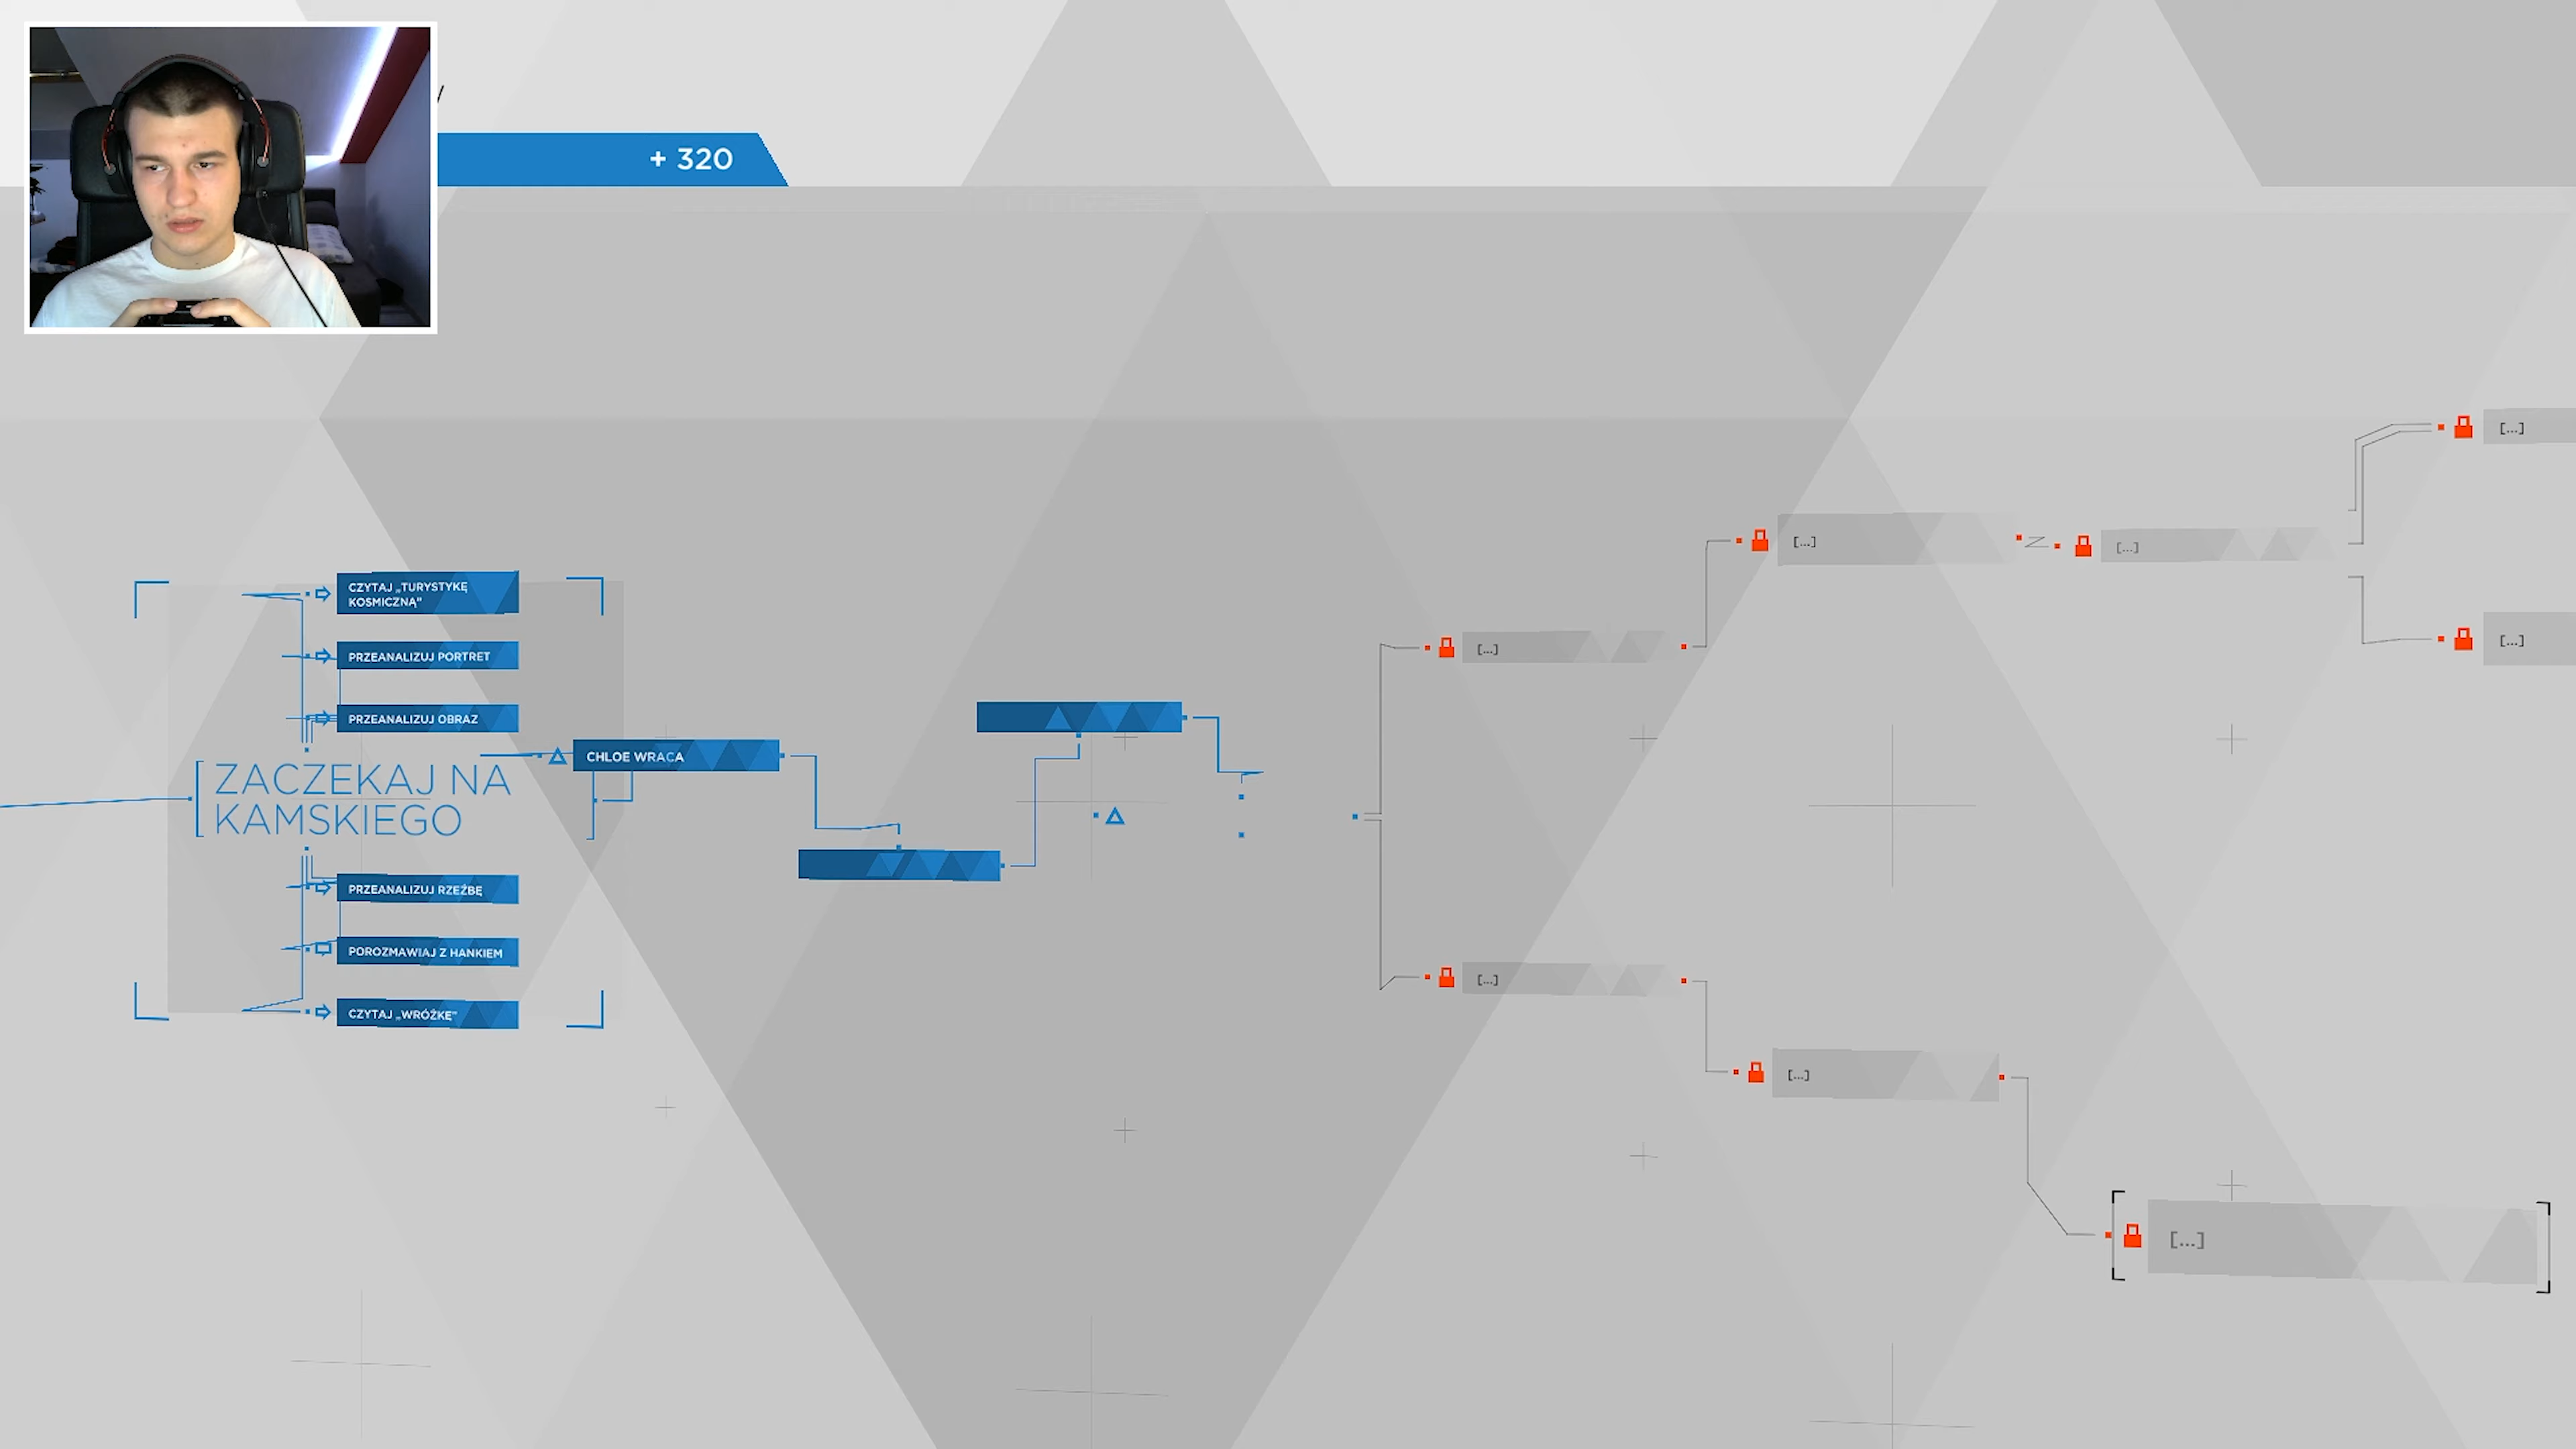 + 320
[...]
[...]
[...]
CZYTAJ „TURYSTYKĘ
KOSMICZNĄ”
[...]
[...]
PRZEANALIZUJ PORTRET
PRZEANALIZUJ OBRAZ
CHLOE WRACA
ZACZEKAJ NA
KAMSKIEGO
PRZEANALIZUJ RZEŹBĘ
POROZMAWIAJ Z HANKIEM
[...]
CZYTAJ „WRÓŻKĘ”
[...]
[...]